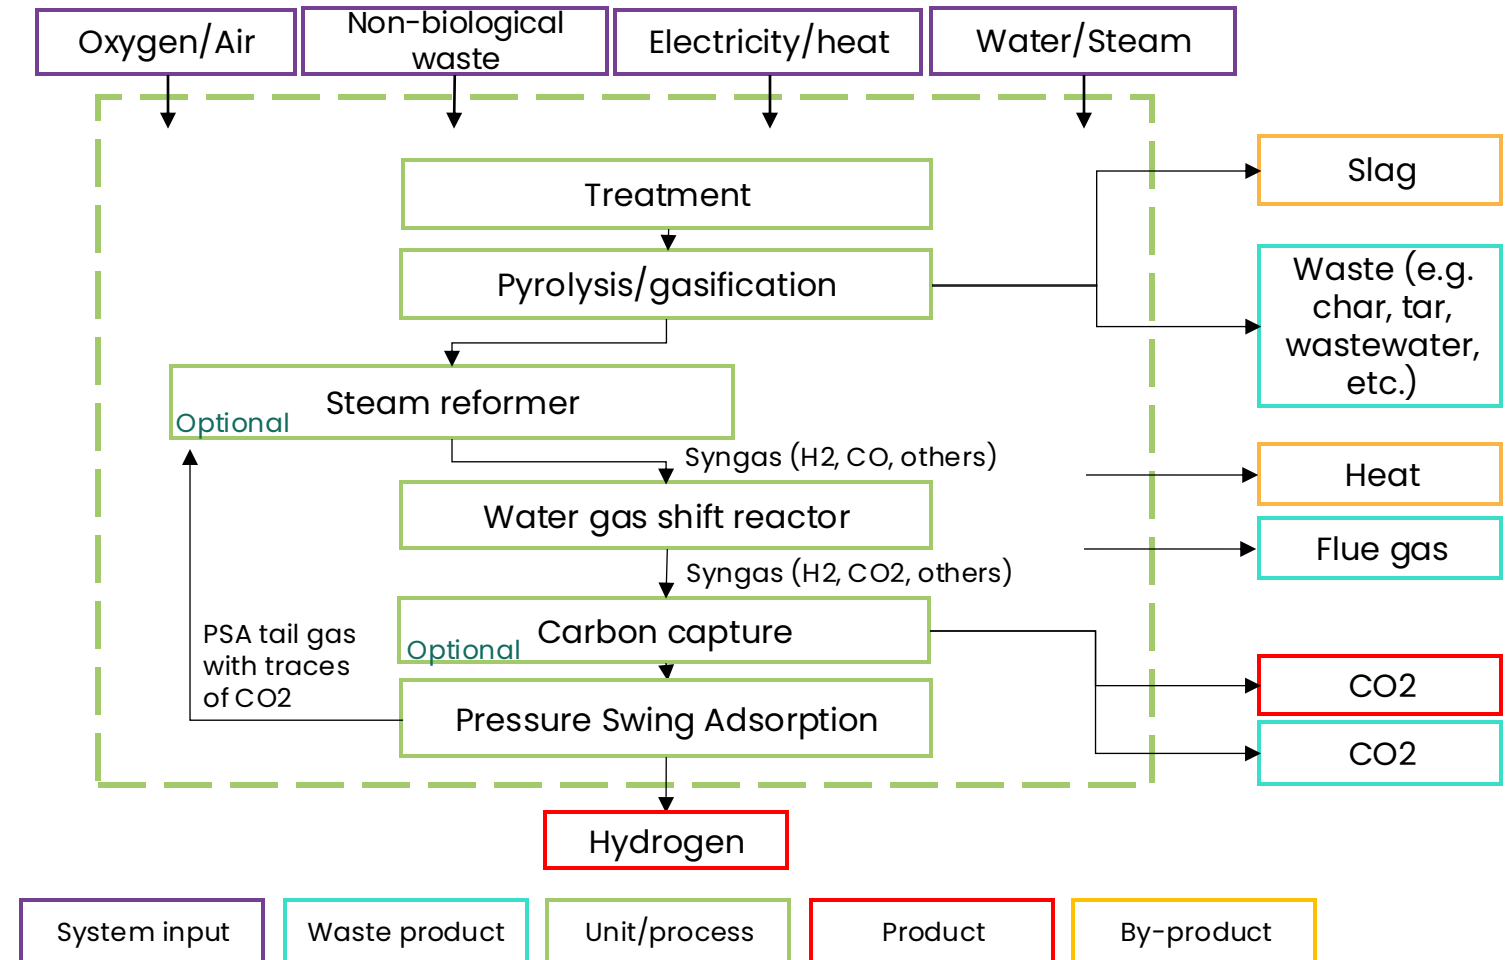 Oxygen/Air
Non-biological
waste
Electricity/heat
Water/Steam
Treatment
Slag
Pyrolysis/gasification
Waste (e.g.
char, tar,
wastewater,
etc.)
Steam reformer
Optional
Syngas (H2, CO, others)
Heat
Water gas shift reactor
Flue gas
Syngas (H2, CO2, others)
Carbon capture
Optional
PSA tail gas
with traces
of CO2
CO2
Pressure Swing Adsorption
CO2
Hydrogen
System input
Waste product
Unit/process
Product
By-product